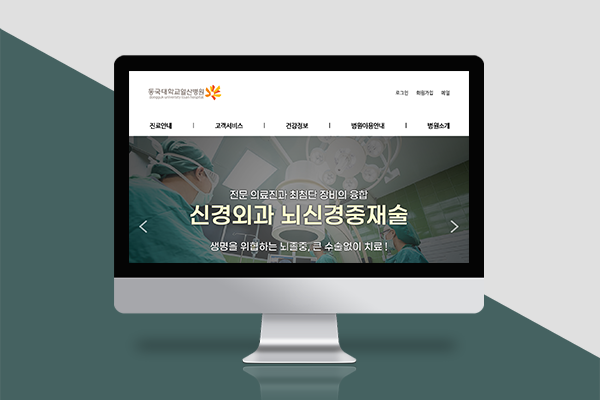 동국대학교일산병원
Dongguk university Ilsan hospital
로그인 회원가입 메일
진료안내 | 고객서비스 | 건강정보 | 병원이용안내 | 병원소개
전문 의료진과 최첨단 장비의 융합
신경외과 뇌신경중재술
생명을 위협하는 뇌졸중, 큰 수술없이 치료 !